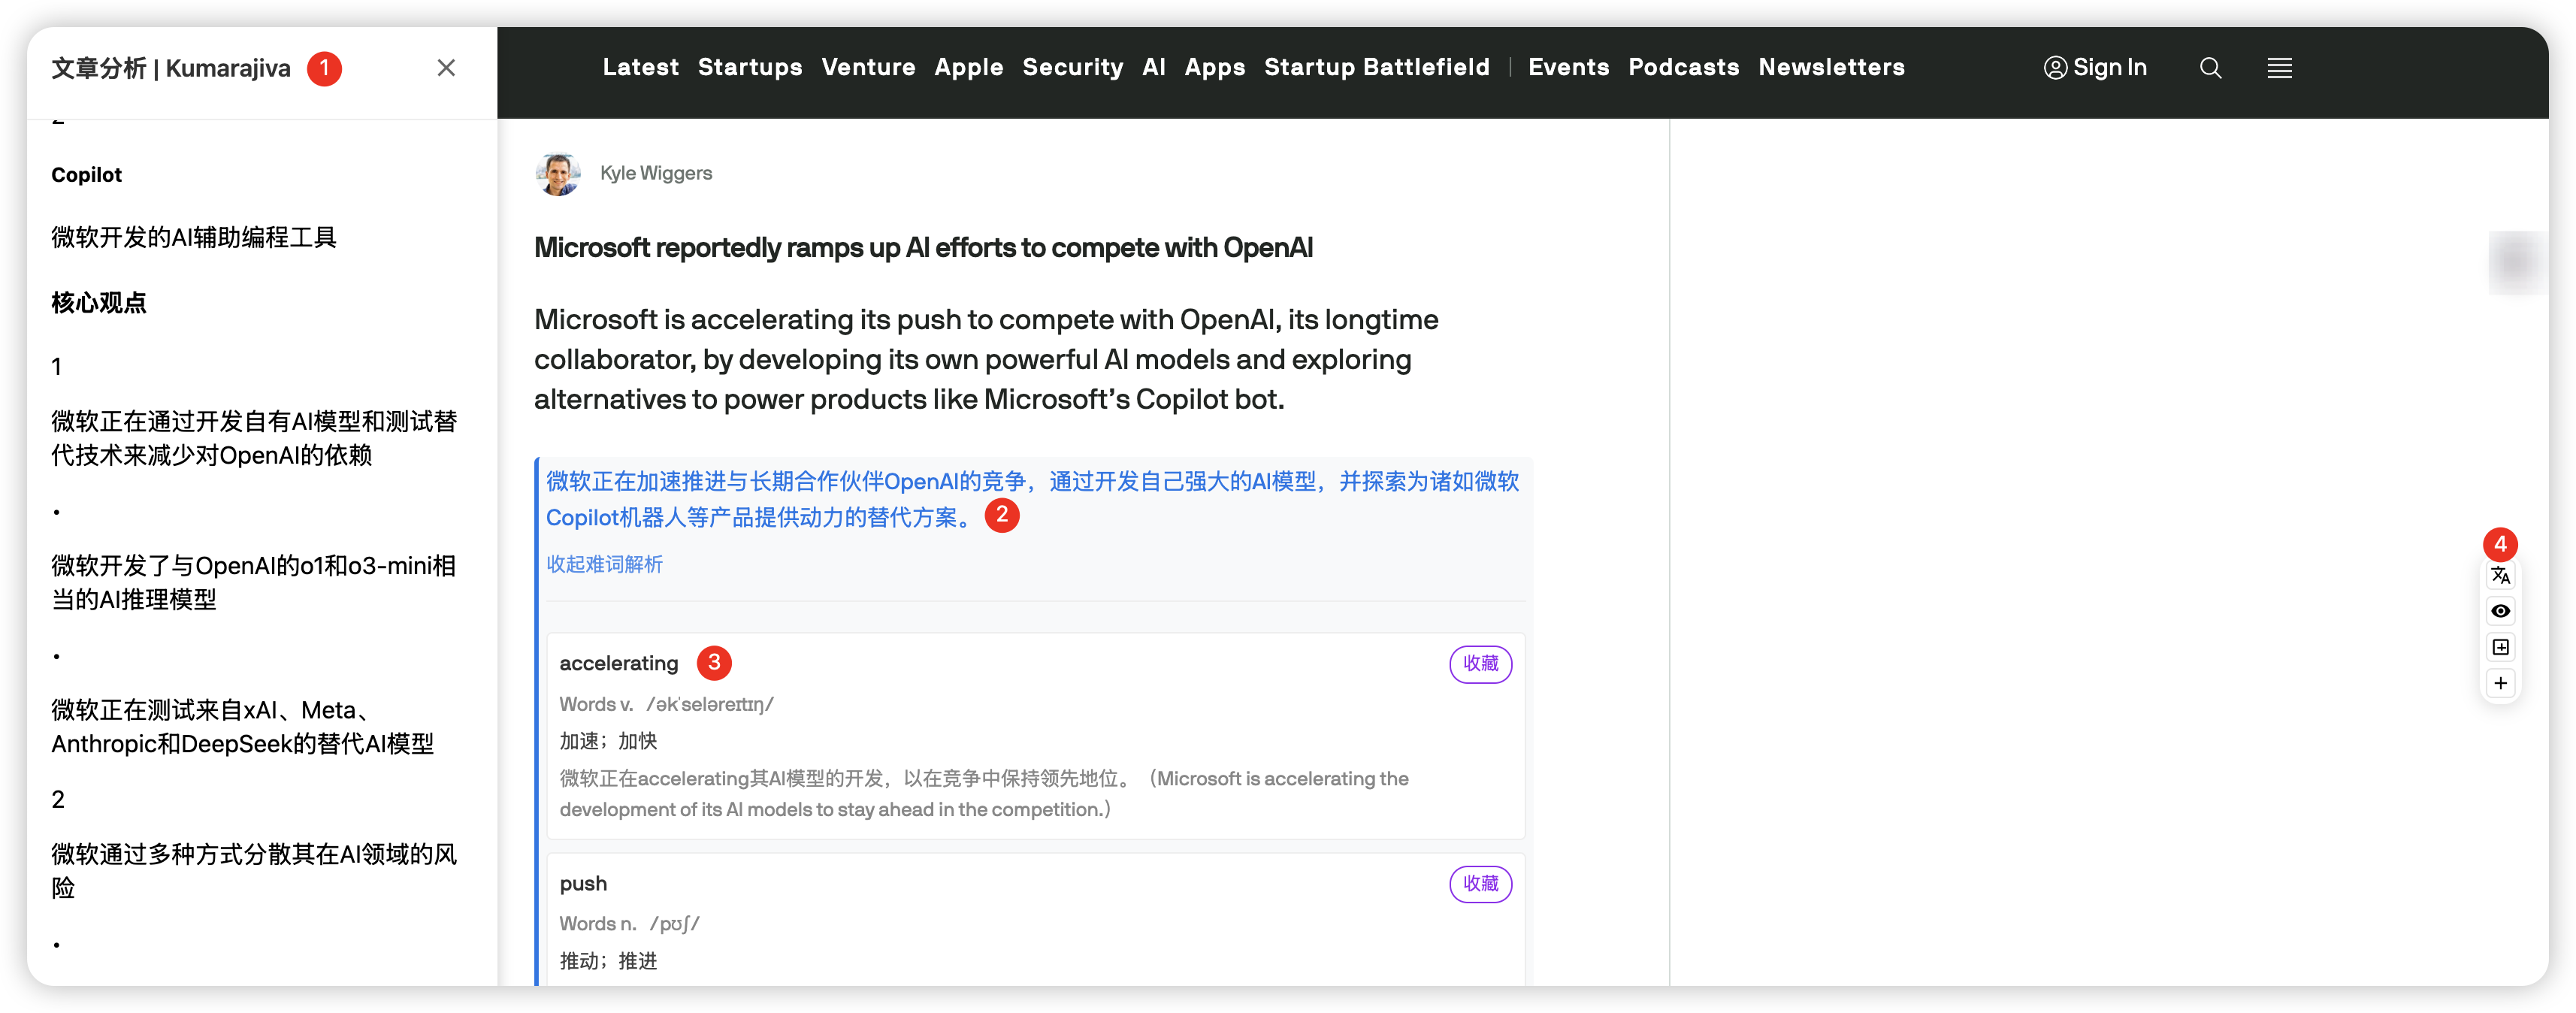 文章分析 | Kumarajiva
1
Copilot
微软开发的AI辅助编程工具
核心观点
1
微软正在通过开发自有AI模型和测试替
代技术来减少对OpenAI的依赖
•
微软开发了与OpenAI的o1和o3-mini相
当的AI推理模型
•
微软正在测试来自xAI、Meta、
Anthropic和DeepSeek的替代AI模型
2
微软通过多种方式分散其在AI领域的风
险
•
Latest Startups Venture Apple Security AI Apps Startup Battlefield | Events Podcasts Newsletters
Sign In
Kyle Wiggers
Microsoft reportedly ramps up AI efforts to compete with OpenAI
Microsoft is accelerating its push to compete with OpenAI, its longtime
collaborator, by developing its own powerful AI models and exploring
alternatives to power products like Microsoft’s Copilot bot.
微软正在加速推进与长期合作伙伴OpenAI的竞争，通过开发自己强大的AI模型，并探索为诸如微软
Copilot机器人等产品提供动力的替代方案。
2
收起难词解析
accelerating
3
收藏
Words v. /əkˈseləreɪtɪŋ/
加速；加快
微软正在accelerating其AI模型的开发，以在竞争中保持领先地位。（Microsoft is accelerating the
development of its AI models to stay ahead in the competition.）
push
收藏
Words n. /pʊʃ/
推动；推进
4